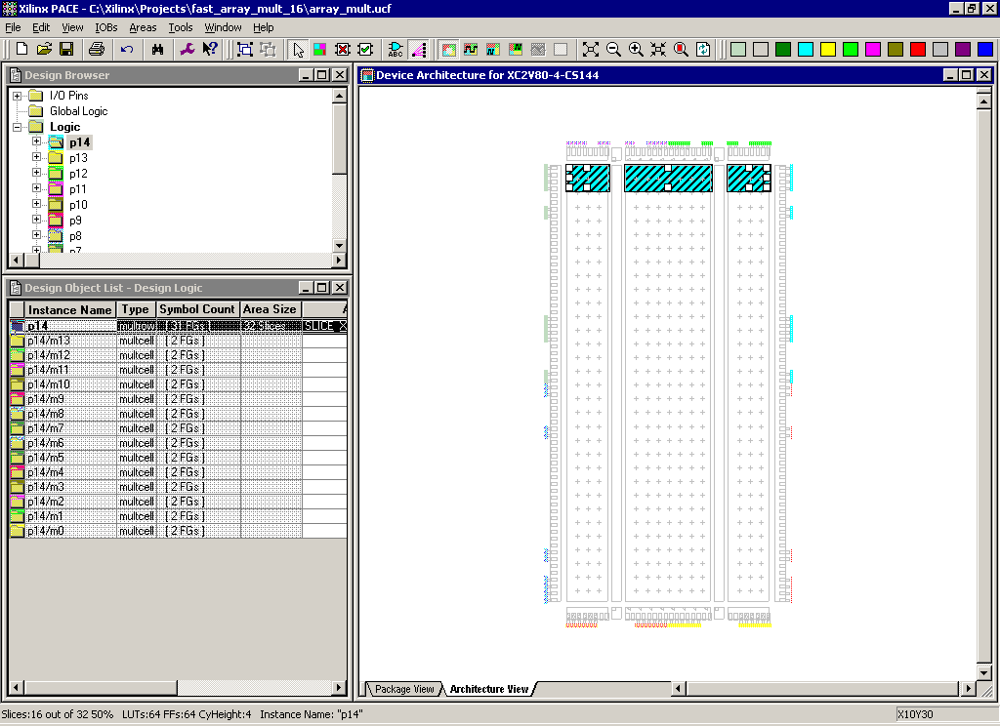 Xilinx PACE - C:\Xilinx\Projects\fast_array_mult_16\array_mult.ucf
File Edit View IOBs Areas Tools Window Help
ABC
Design Browser
I/O Pins
Global Logic
Logic
p14
p13
p12
p11
p10
p9
p8
p7
Design Object List - Design Logic
Instance Name Type Symbol Count Area Size
p14 multrow [ 31 FGs ] 32 Slices SLICE_X
p14/m13 multcell [ 2 FGs ]
p14/m12 multcell [ 2 FGs ]
p14/m11 multcell [ 2 FGs ]
p14/m10 multcell [ 2 FGs ]
p14/m9 multcell [ 2 FGs ]
p14/m8 multcell [ 2 FGs ]
p14/m7 multcell [ 2 FGs ]
p14/m6 multcell [ 2 FGs ]
p14/m5 multcell [ 2 FGs ]
p14/m4 multcell [ 2 FGs ]
p14/m3 multcell [ 2 FGs ]
p14/m2 multcell [ 2 FGs ]
p14/m1 multcell [ 2 FGs ]
p14/m0 multcell [ 2 FGs ]
Device Architecture for XC2V80-4-CS144
Package View Architecture View
Slices:16 out of 32 50% LUTs:64 FFs:64 CyHeight:4 Instance Name: "p14"
X10Y30